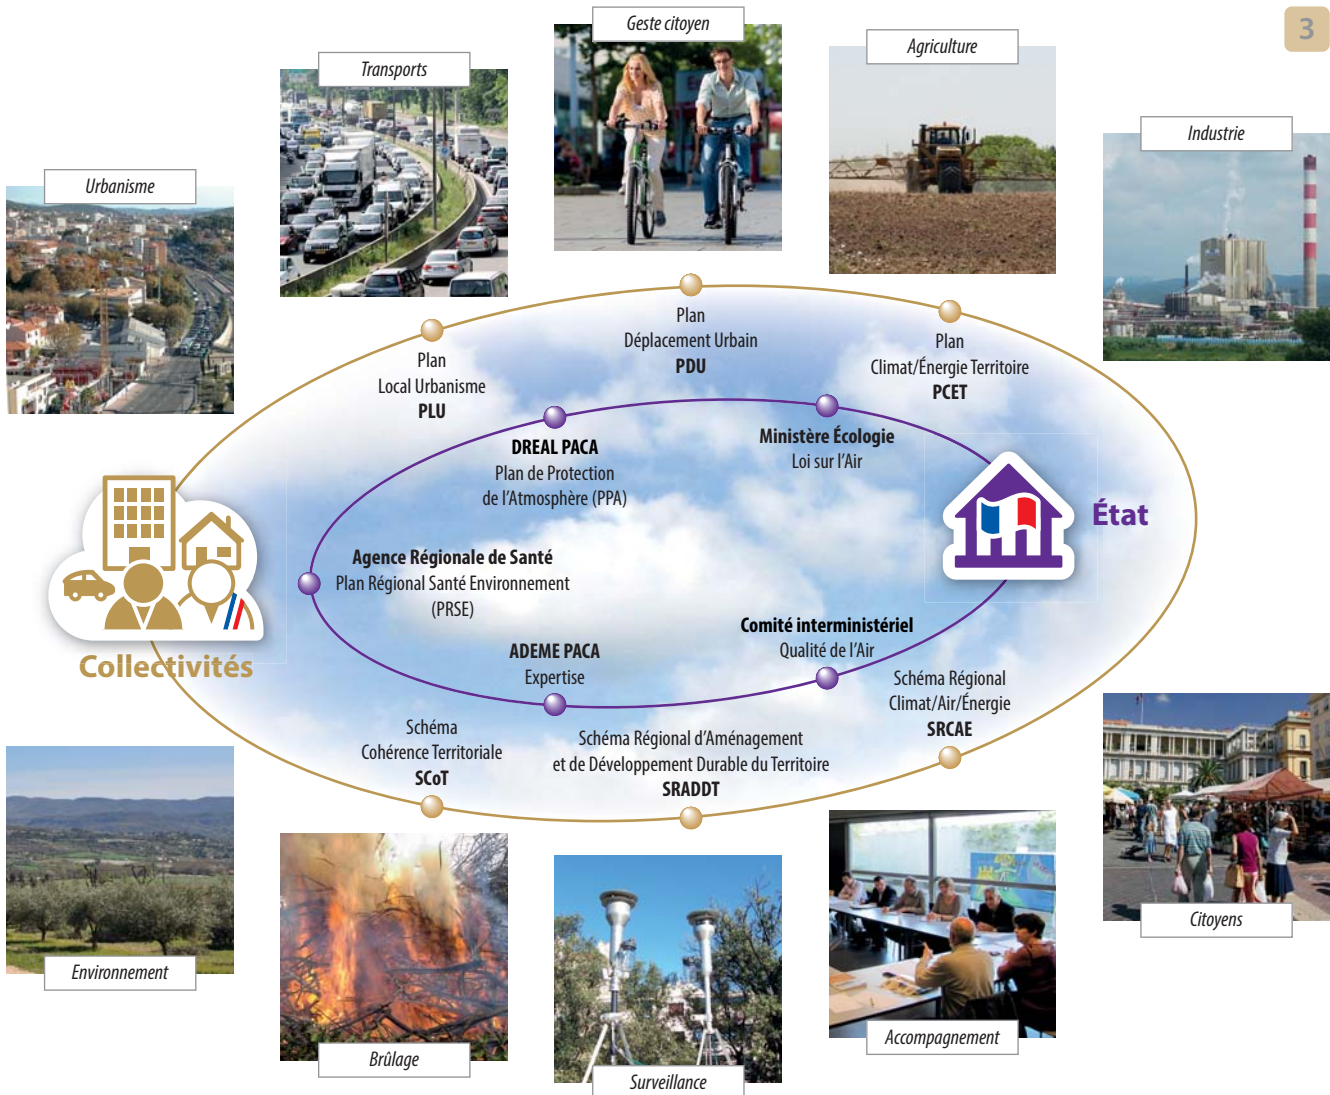 3
Geste citoyen
Agriculture
Transports
Industrie
Urbanisme
Plan
Déplacement Urbain
PDU
Plan
Local Urbanisme
PLU
Plan
Climat/Énergie Territoire
PCET
DREAL PACA
Plan de Protection
de l'Atmosphère (PPA)
Ministère Écologie
Loi sur l'Air
État
Agence Régionale de Santé
Plan Régional Santé Environnement
(PRSE)
Collectivités
ADEME PACA
Expertise
Comité interministériel
Qualité de l'Air
Schéma
Cohérence Territoriale
SCoT
Schéma Régional d'Aménagement
et de Développement Durable du Territoire
SRADDT
Schéma Régional
Climat/Air/Énergie
SRCAE
Environnement
Brûlage
Surveillance
Accompagnement
Citoyens